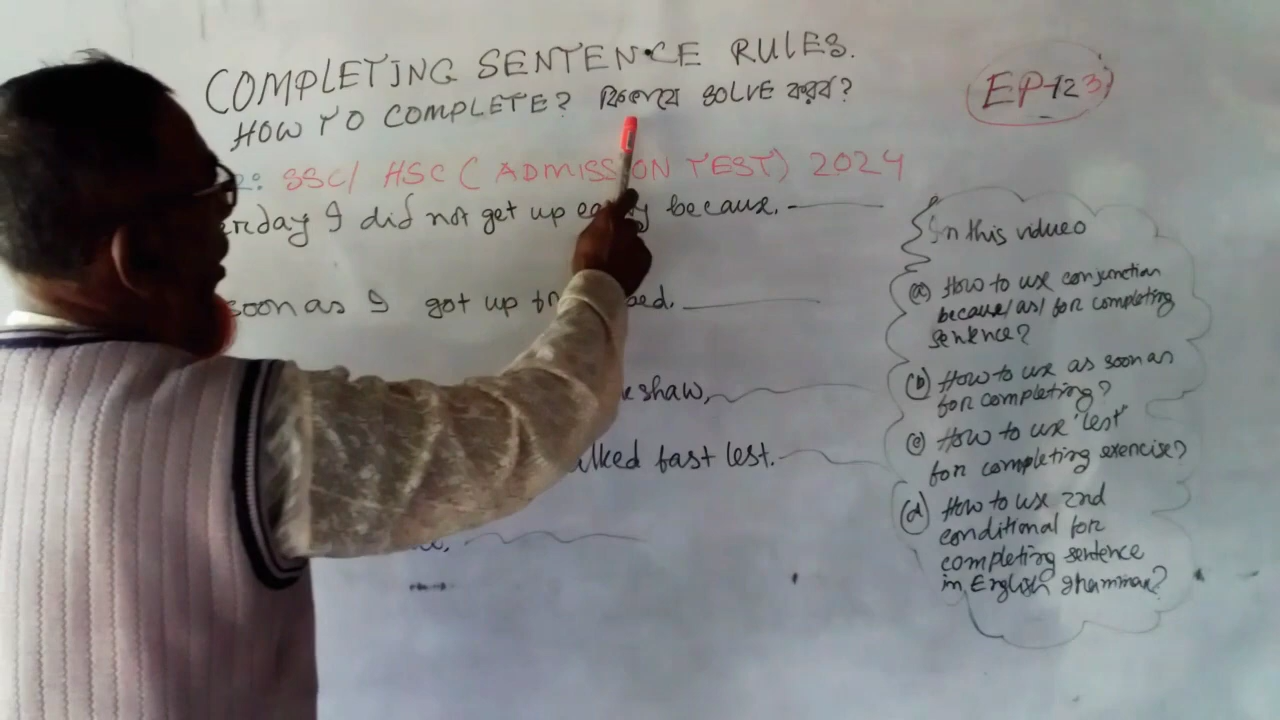 COMPLETING SENTENCE RULES.
HOW TO COMPLETE? কিভাবে SOLVE করব?
EP-123
2: SSC/ HSC (ADMISSION TEST) 2024
erday I did not get up early because. ———
soon as I got up from bed. ———
shaw,
lked fast lest.
In this vidueo
(a) How to use conjunction
because/as/for completing
sentence?
(b) How to use as soon as
for completing?
(c) How to use 'lest'
for completing exercise?
(d) How to use 2nd
conditional for
completing sentence
in English grammar?